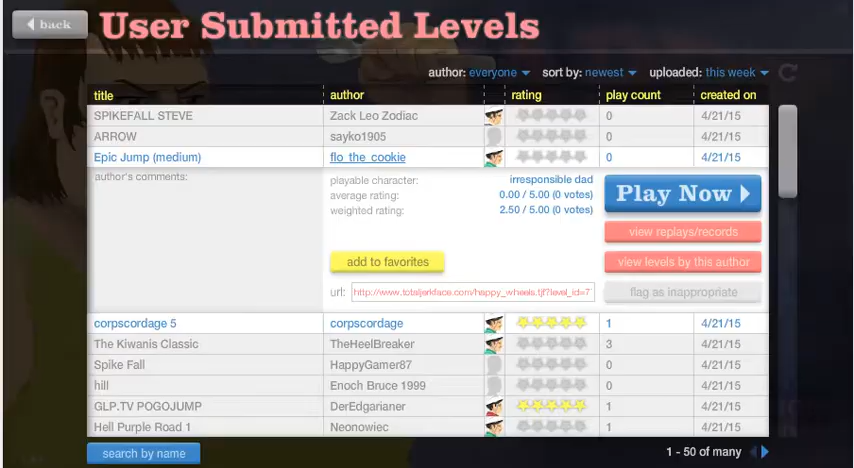 back
User Submitted Levels
author: everyone sort by: newest uploaded: this week
title author rating play count created on
SPIKEFALL STEVE Zack Leo Zodiac 0 4/21/15
ARROW sayko1905 0 4/21/15
Epic Jump (medium) flo_the_cookie 0 4/21/15
author's comments:
playable character: irresponsible dad
average rating: 0.00 / 5.00 (0 votes)
weighted rating: 2.50 / 5.00 (0 votes)
Play Now
view replays/records
add to favorites
view levels by this author
url: http://www.totaljerkface.com/happy_wheels.tjf?level_id=7
flag as inappropriate
corpscordage 5 corpscordage 1 4/21/15
The Kiwanis Classic TheHeelBreaker 3 4/21/15
Spike Fall HappyGamer87 0 4/21/15
hill Enoch Bruce 1999 0 4/21/15
GLP.TV POGOJUMP DerEdgarianer 1 4/21/15
Hell Purple Road 1 Neonowiec 1 4/21/15
search by name
1 - 50 of many